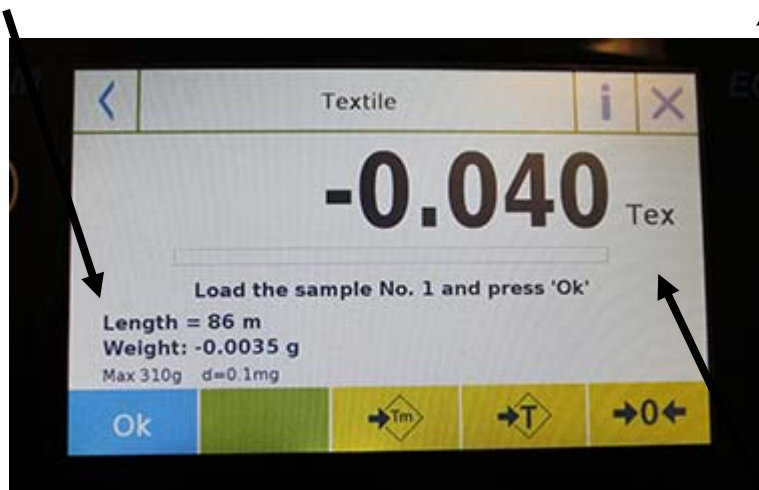 Textile
i
-0.040 Tex
Load the sample No. 1 and press 'Ok'
Length = 86 m
Weight: -0.0035 g
Max 310g d=0.1mg
Ok
Tm
T
0